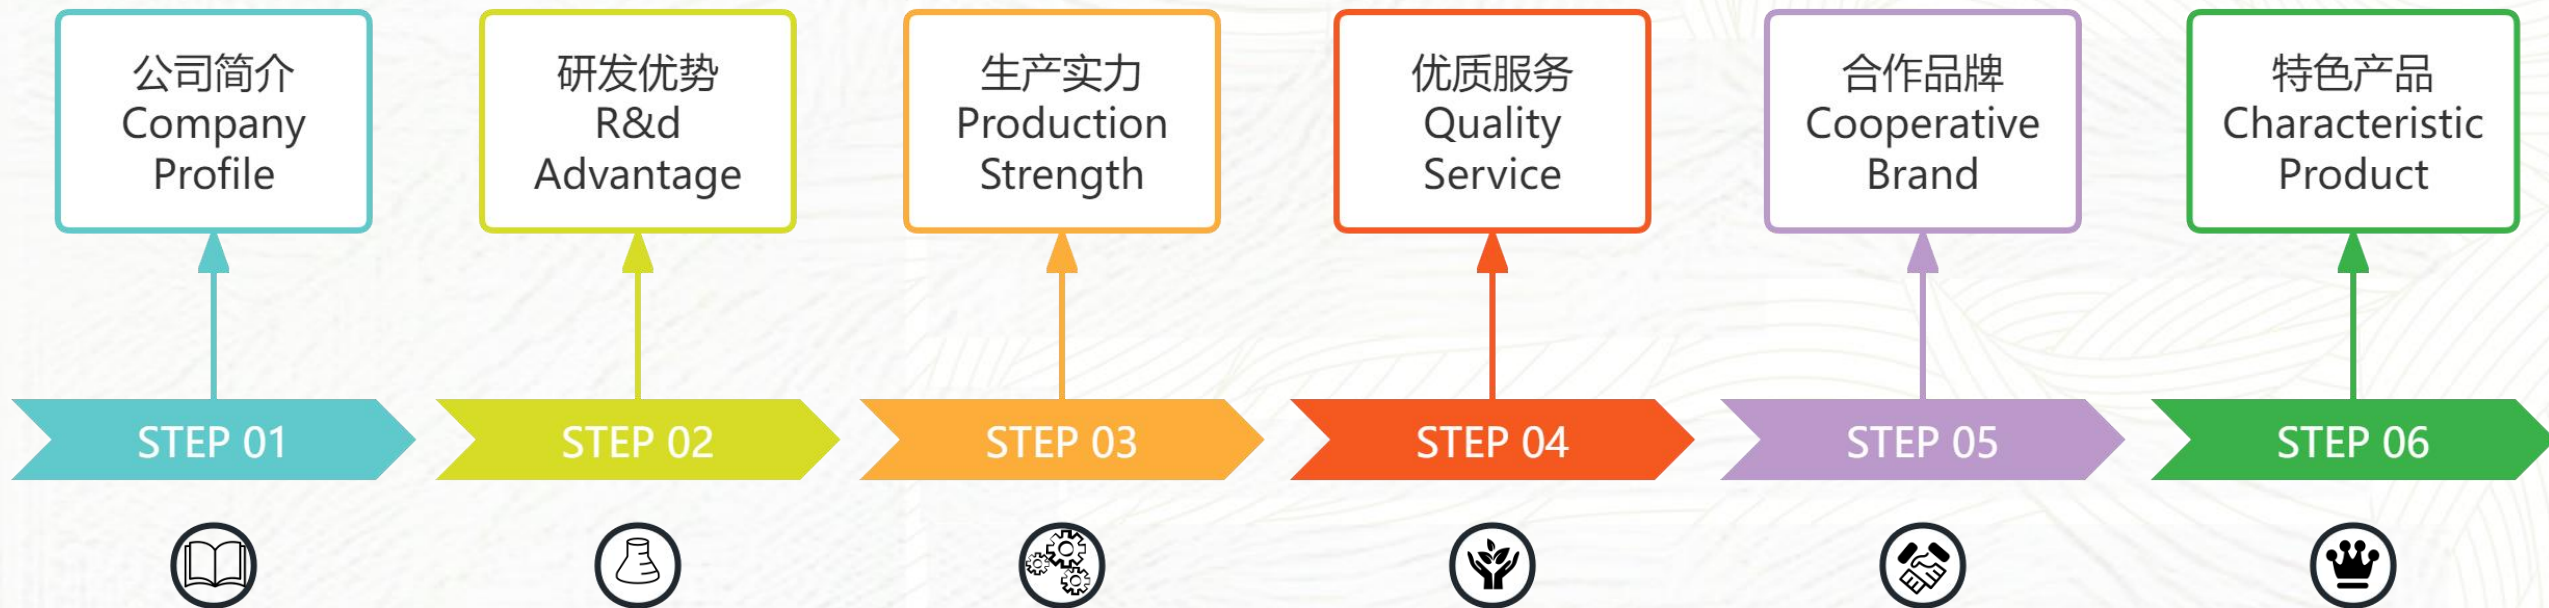 公司简介
Company
Profile
研发优势
R&d
Advantage
生产实力
Production
Strength
优质服务
Quality
Service
合作品牌
Cooperative
Brand
特色产品
Characteristic
Product
STEP 01
STEP 02
STEP 03
STEP 04
STEP 05
STEP 06